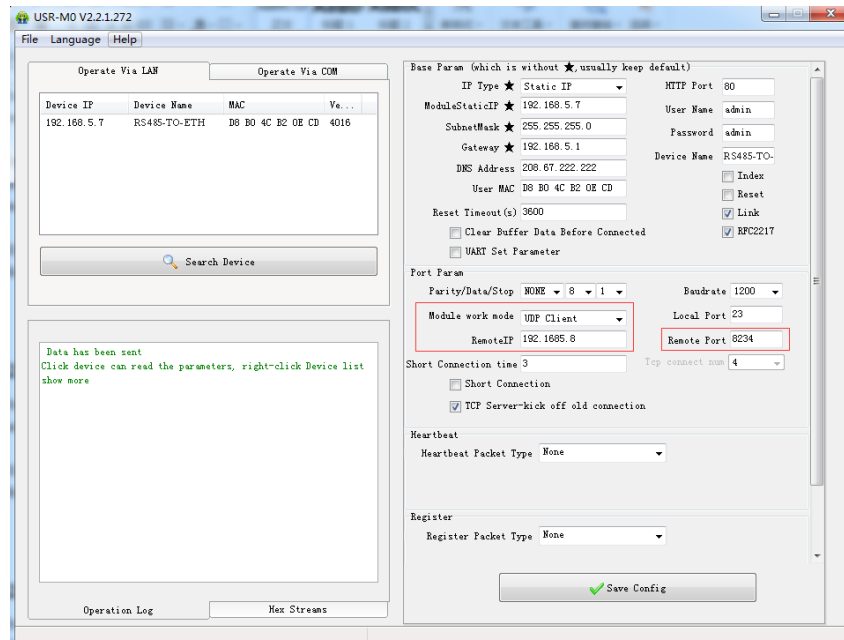 USR-M0 V2.2.1.272
File Language Help
Operate Via LAN Operate Via COM
Device IP Device Name MAC Ve...
192.168.5.7 RS485-TO-ETH D8 B0 4C B2 0E CD 4016
Search Device
Data has been sent
Click device can read the parameters, right-click Device list
show more
Operation Log Hex Streams
Base Param (which is without ★,usually keep default)
IP Type ★ Static IP HTTP Port 80
ModuleStaticIP ★ 192.168.5.7 User Name admin
SubnetMask ★ 255.255.255.0 Password admin
Gateway ★ 192.168.5.1 Device Name RS485-TO-
DNS Address 208.67.222.222 Index
User MAC D8 B0 4C B2 0E CD Reset
Reset Timeout(s) 3600 Link
Clear Buffer Data Before Connected RFC2217
UART Set Parameter
Port Param
Parity/Data/Stop NONE 8 1 Baudrate 1200
Module work mode UDP Client Local Port 23
RemoteIP 192.1685.8 Remote Port 8234
Short Connection time 3 Tcp connect num 4
Short Connection
TCP Server-kick off old connection
Heartbeat
Heartbeat Packet Type None
Register
Register Packet Type None
Save Config